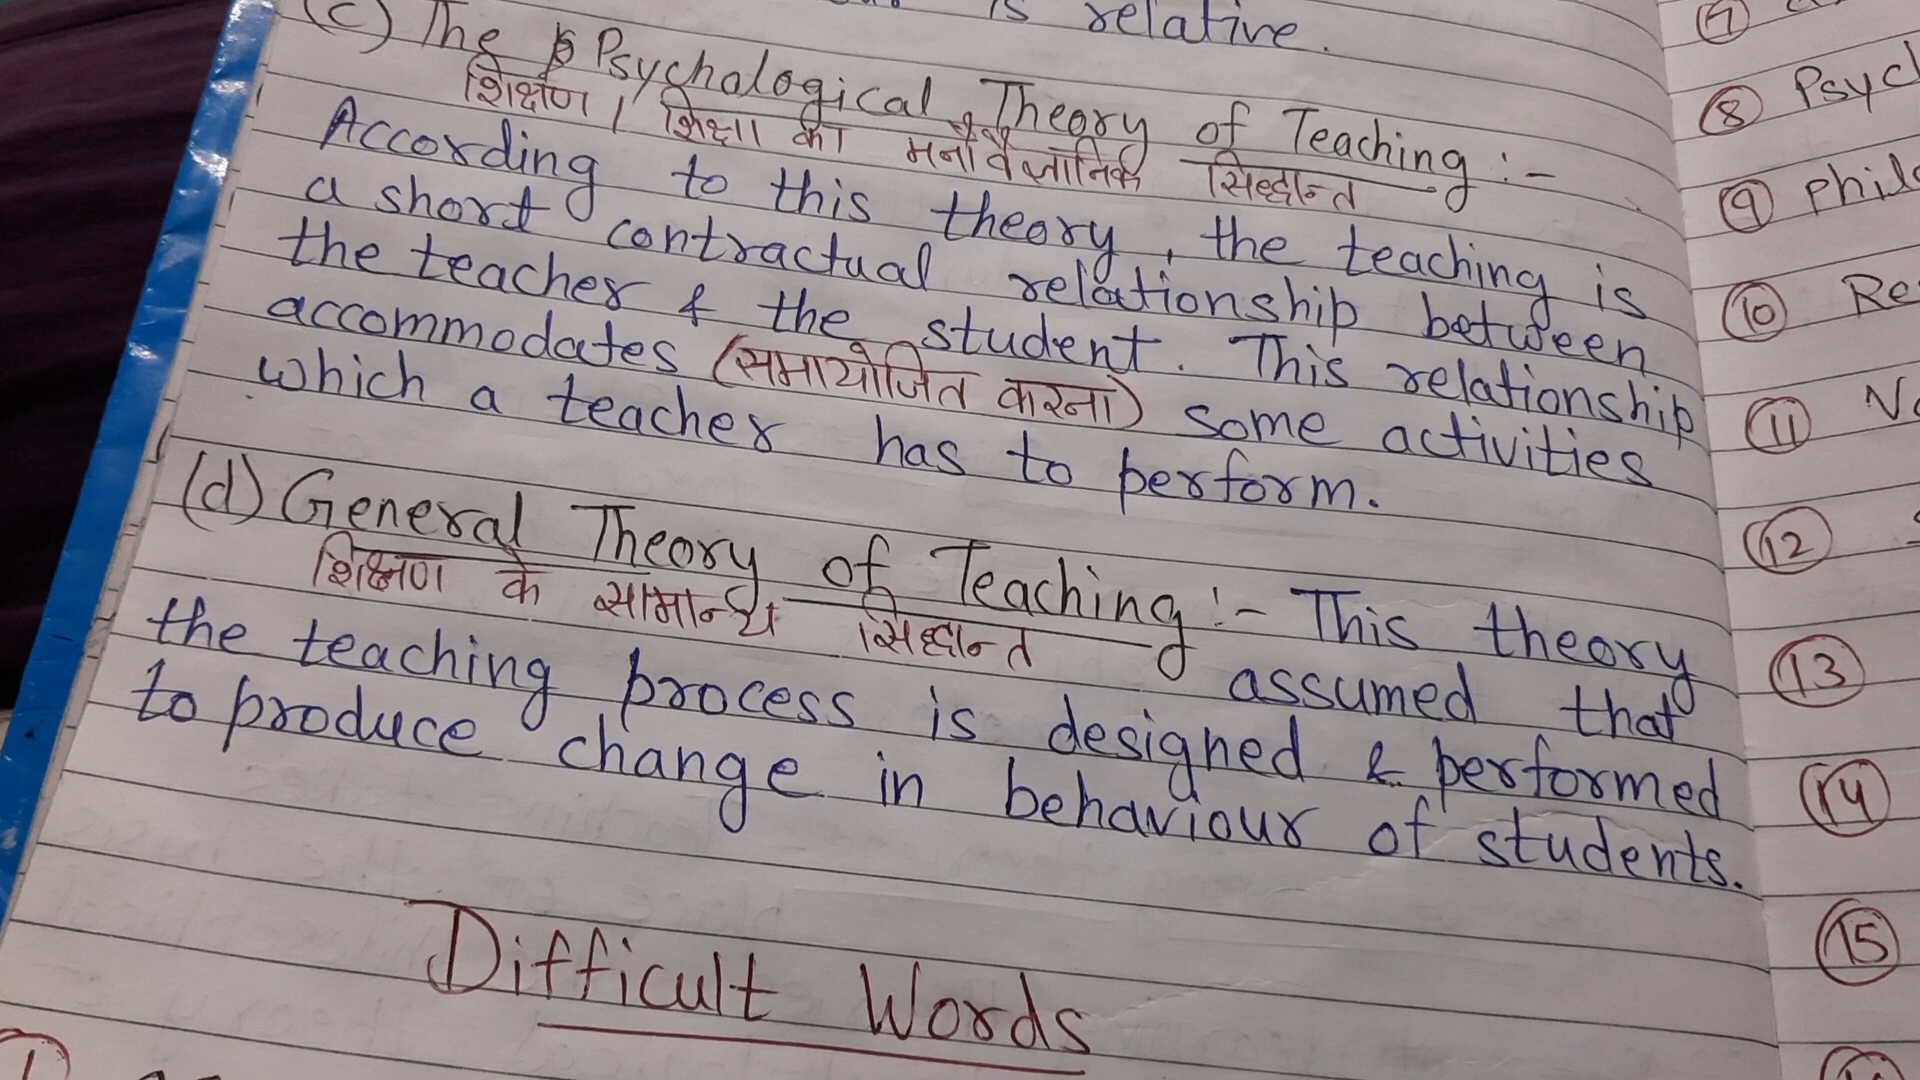 is relative.
(c) The Psychological Theory of Teaching :-
शिक्षण / शिक्षा का मनोवैज्ञानिक सिद्धान्त
According to this theory, the teaching is
a short contractual relationship between
the teacher & the student. This relationship
accommodates (समायोजित करना) some activities
which a teacher has to perform.
(d) General Theory of Teaching :- This theory
शिक्षण के सामान्य सिद्धान्त
assumed that
the teaching process is designed & performed
to produce change in behaviour of students.
Difficult Words
1
7
8 Psych
9 Phil
10 Re
11
12
13
14
15